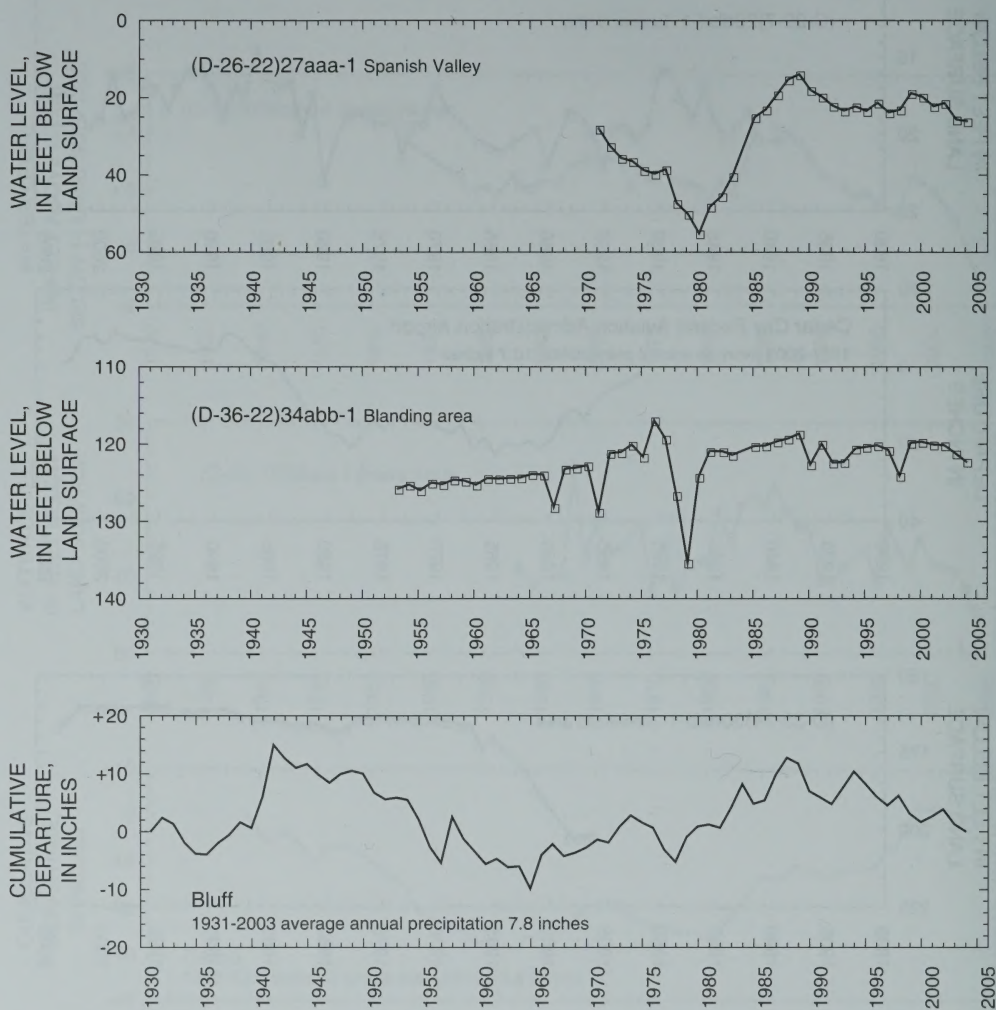 WATER LEVEL,
IN FEET BELOW
LAND SURFACE
0
20
40
60
(D-26-22)27aaa-1 Spanish Valley
1930 1935 1940 1945 1950 1955 1960 1965 1970 1975 1980 1985 1990 1995 2000 2005
WATER LEVEL,
IN FEET BELOW
LAND SURFACE
110
120
130
140
(D-36-22)34abb-1 Blanding area
1930 1935 1940 1945 1950 1955 1960 1965 1970 1975 1980 1985 1990 1995 2000 2005
CUMULATIVE
DEPARTURE,
IN INCHES
+20
+10
0
-10
-20
Bluff
1931-2003 average annual precipitation 7.8 inches
1930 1935 1940 1945 1950 1955 1960 1965 1970 1975 1980 1985 1990 1995 2000 2005